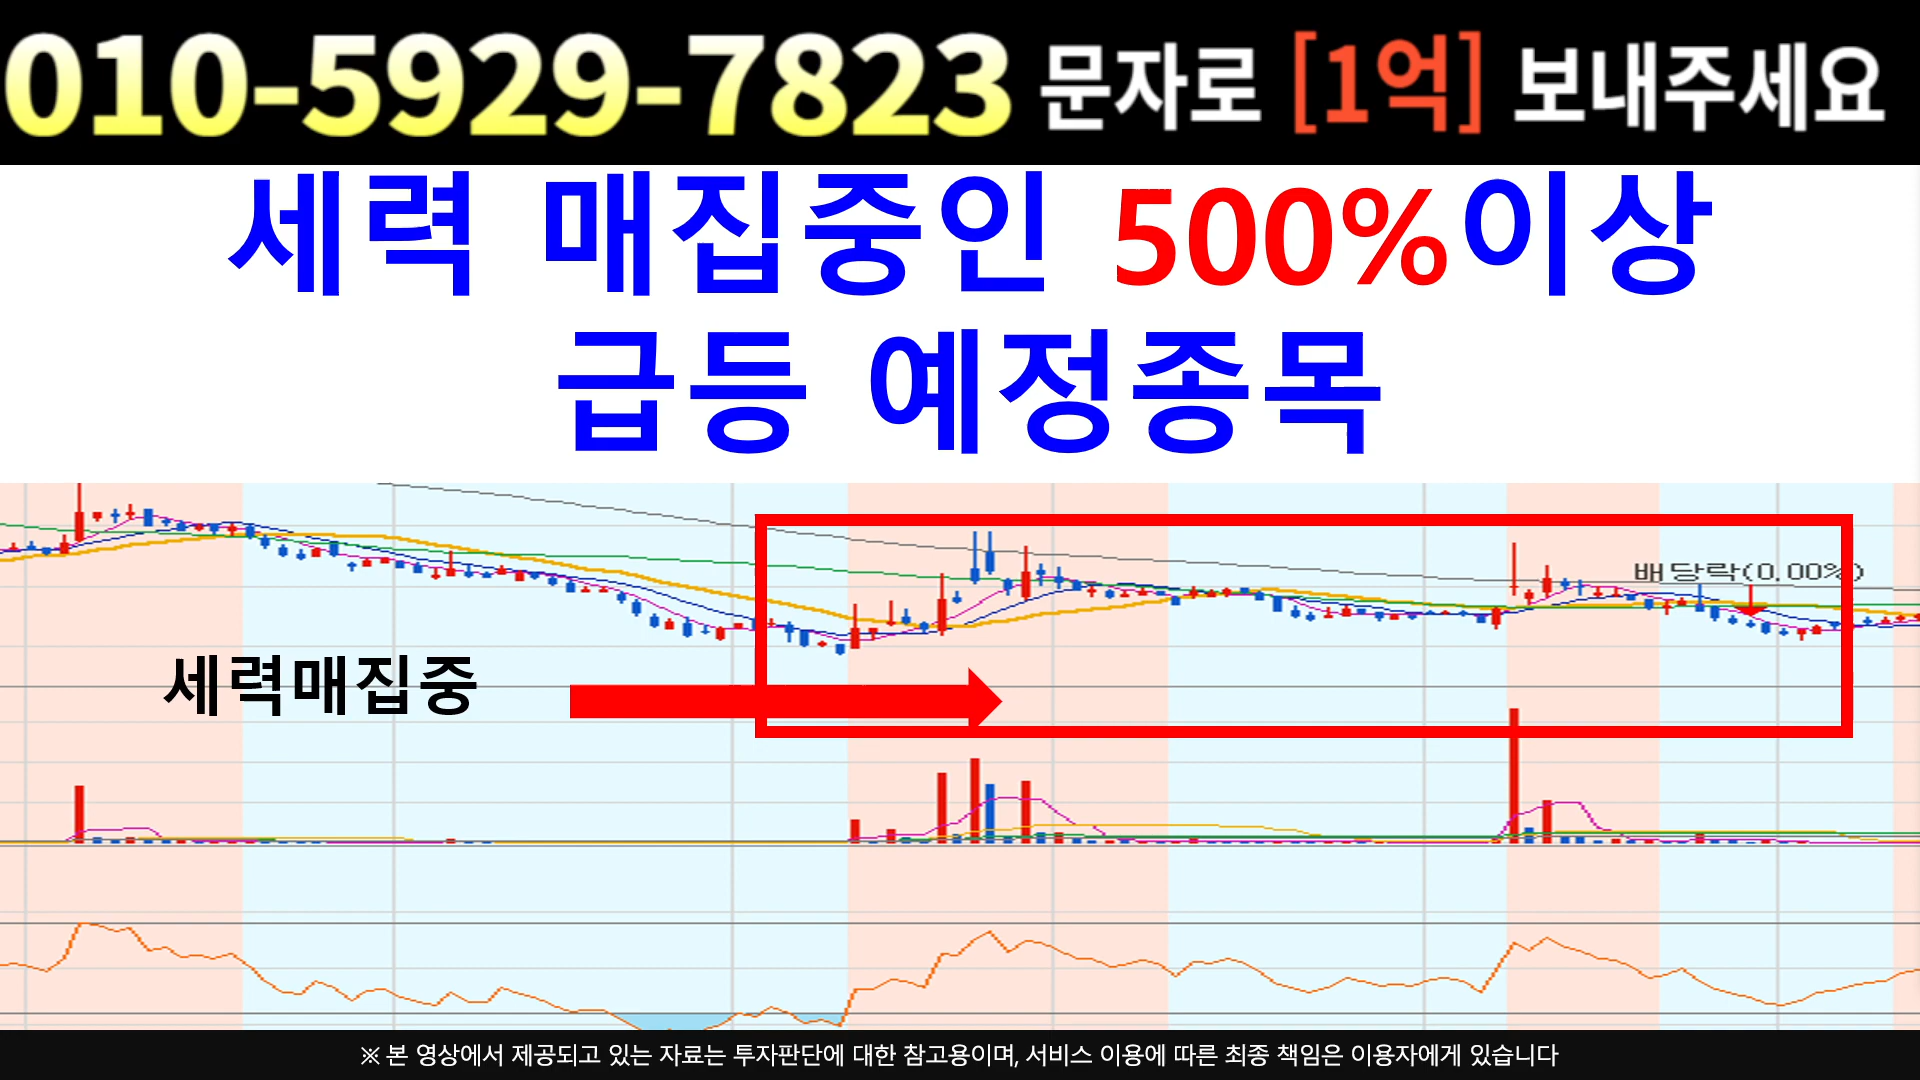 010-5929-7823 문자로 [1억] 보내주세요
세력 매집중인 500%이상
급등 예정종목
배당락(0.00%)
세력매집중
※ 본 영상에서 제공되고 있는 자료는 투자판단에 대한 참고용이며, 서비스 이용에 따른 최종 책임은 이용자에게 있습니다